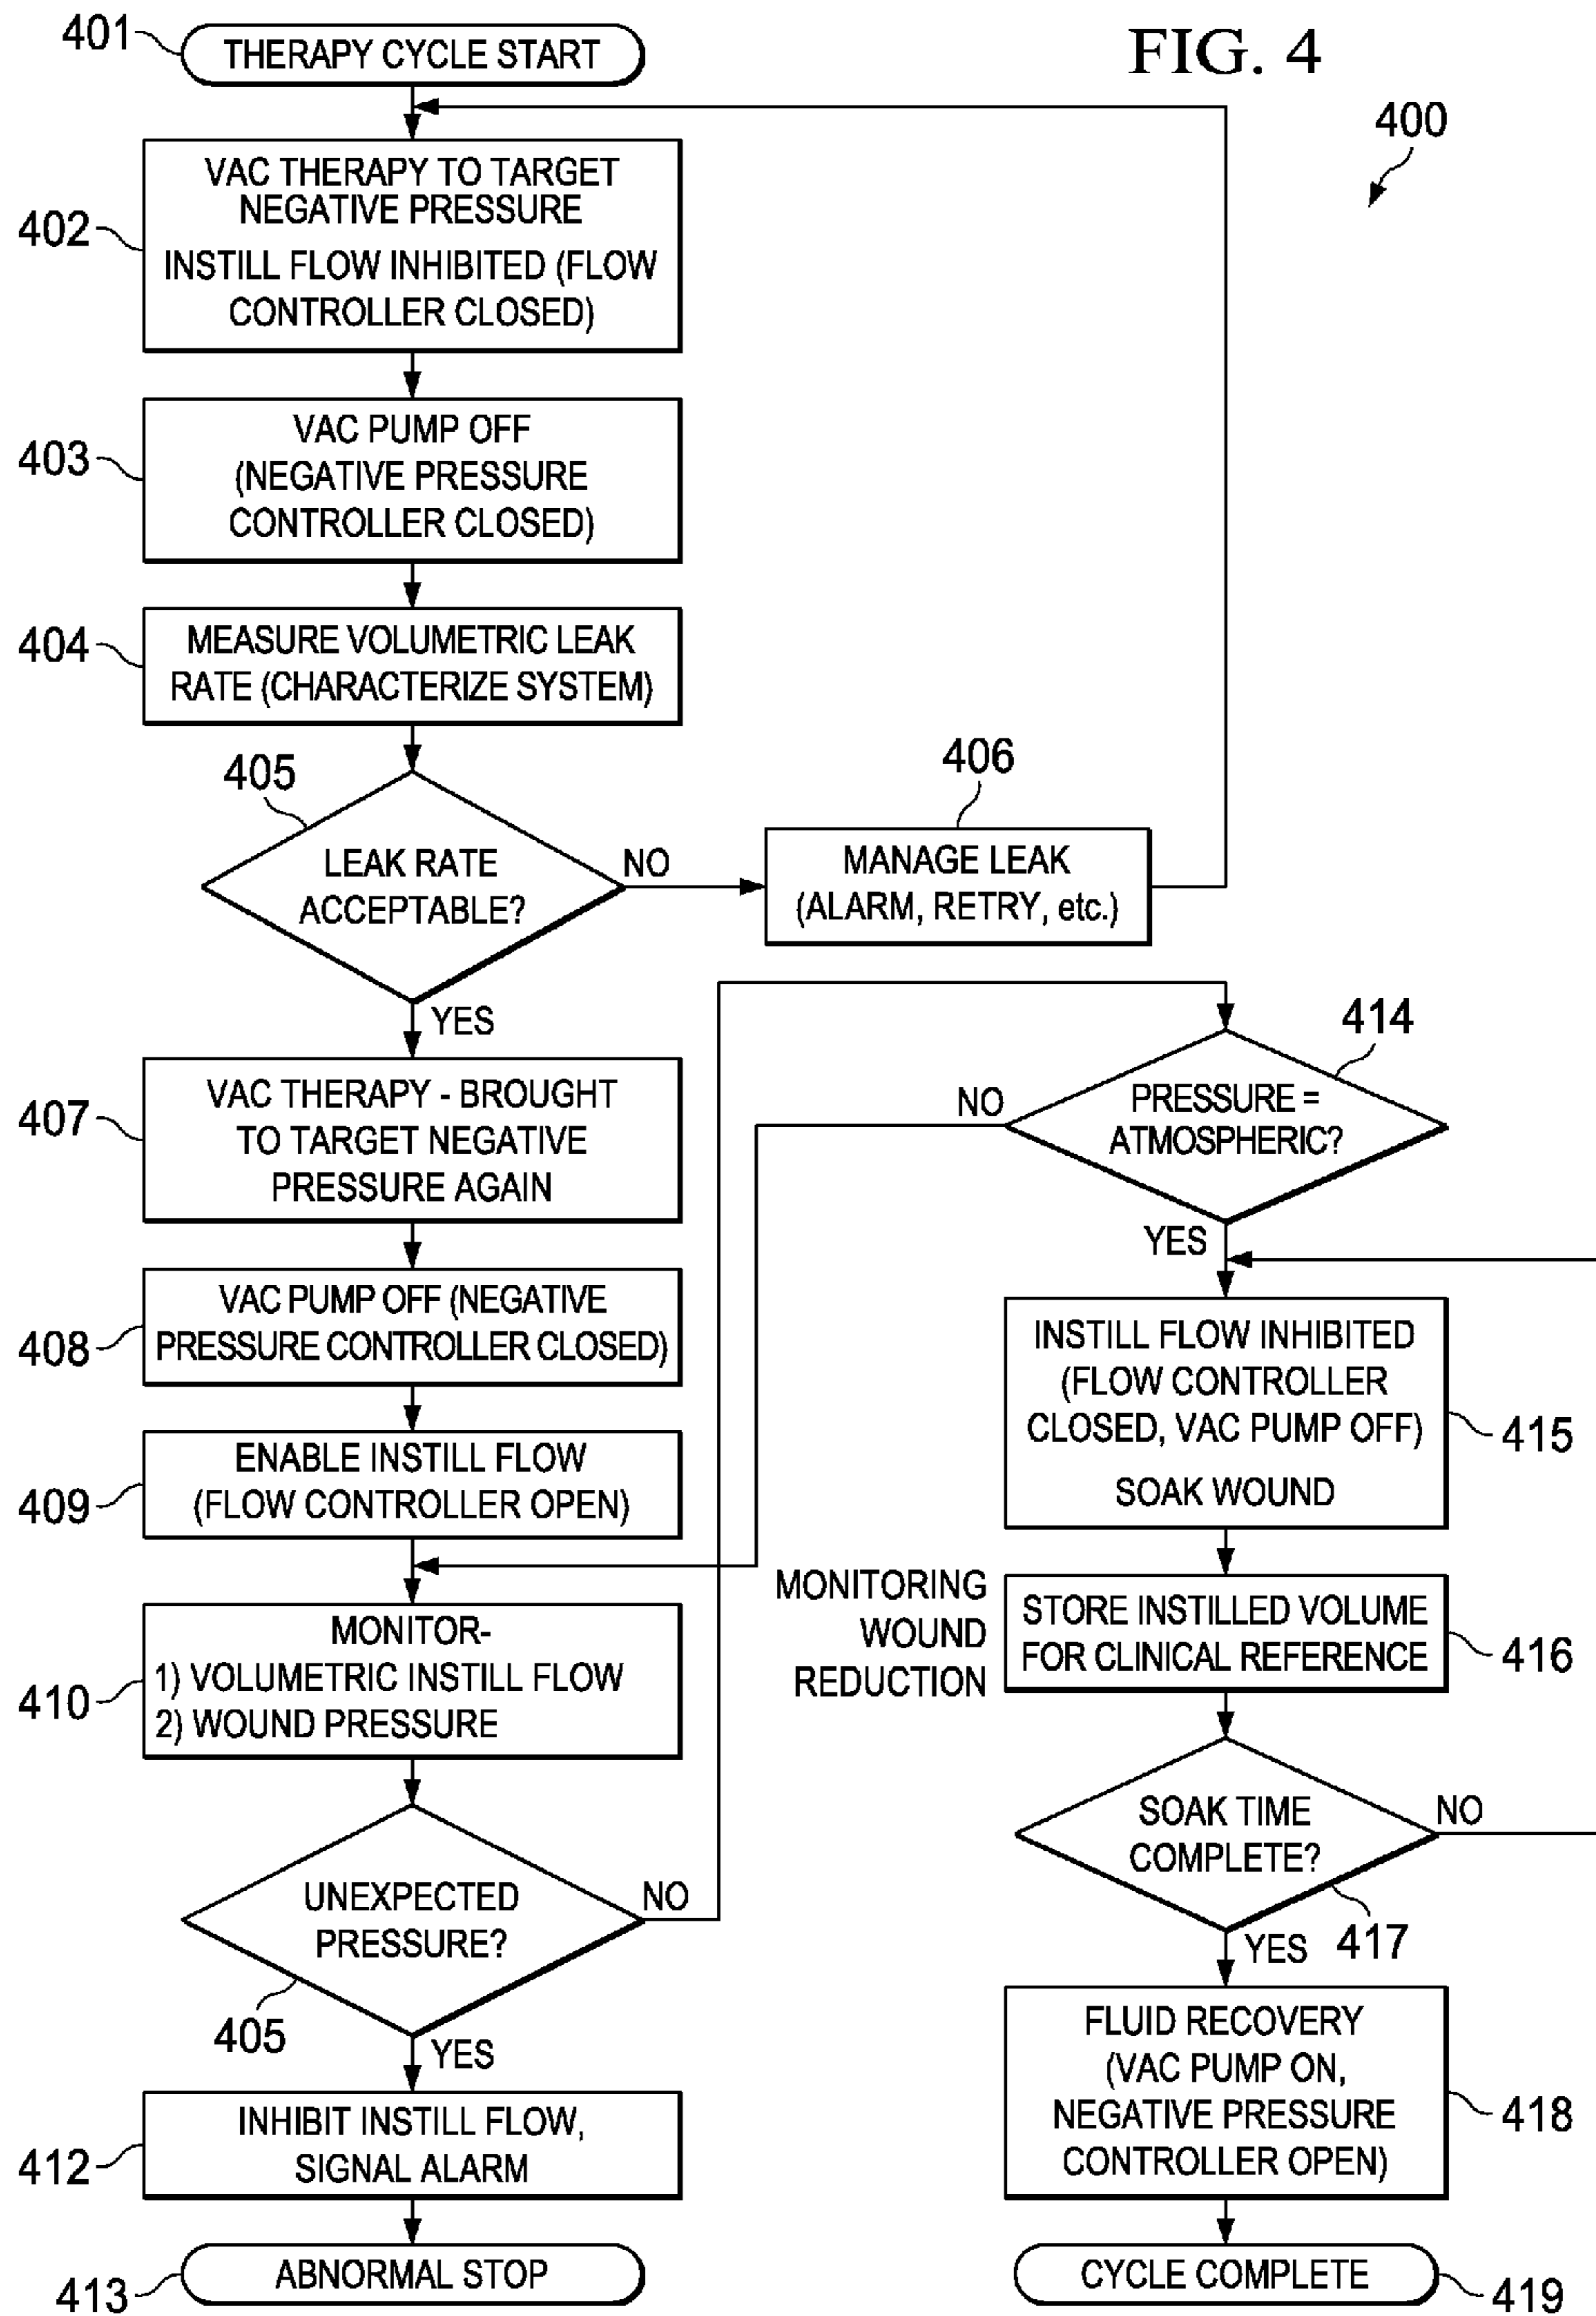 FIG. 4
400
401
THERAPY CYCLE START
402
VAC THERAPY TO TARGET
NEGATIVE PRESSURE
INSTILL FLOW INHIBITED (FLOW
CONTROLLER CLOSED)
403
VAC PUMP OFF
(NEGATIVE PRESSURE
CONTROLLER CLOSED)
404
MEASURE VOLUMETRIC LEAK
RATE (CHARACTERIZE SYSTEM)
405
LEAK RATE
ACCEPTABLE?
NO
406
MANAGE LEAK
(ALARM, RETRY, etc.)
YES
407
VAC THERAPY - BROUGHT
TO TARGET NEGATIVE
PRESSURE AGAIN
408
VAC PUMP OFF (NEGATIVE
PRESSURE CONTROLLER CLOSED)
409
ENABLE INSTILL FLOW
(FLOW CONTROLLER OPEN)
410
MONITOR-
1) VOLUMETRIC INSTILL FLOW
2) WOUND PRESSURE
UNEXPECTED
PRESSURE?
NO
405
YES
412
INHIBIT INSTILL FLOW,
SIGNAL ALARM
413
ABNORMAL STOP
414
PRESSURE =
ATMOSPHERIC?
NO
YES
INSTILL FLOW INHIBITED
(FLOW CONTROLLER
CLOSED, VAC PUMP OFF)
SOAK WOUND
415
MONITORING
WOUND
REDUCTION
STORE INSTILLED VOLUME
FOR CLINICAL REFERENCE
416
SOAK TIME
COMPLETE?
NO
417
YES
FLUID RECOVERY
(VAC PUMP ON,
NEGATIVE PRESSURE
CONTROLLER OPEN)
418
CYCLE COMPLETE
419